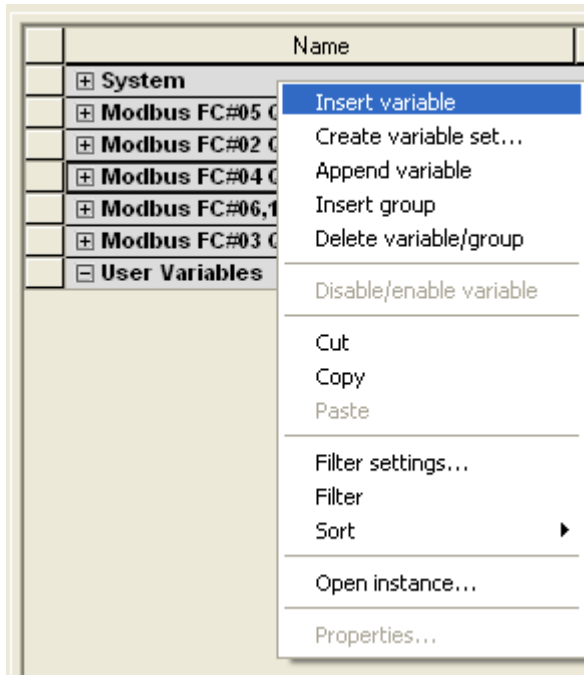 Name
System
Modbus FC#05
Modbus FC#02
Modbus FC#04
Modbus FC#06,1
Modbus FC#03
User Variables
Insert variable
Create variable set...
Append variable
Insert group
Delete variable/group
Disable/enable variable
Cut
Copy
Paste
Filter settings...
Filter
Sort
Open instance...
Properties...